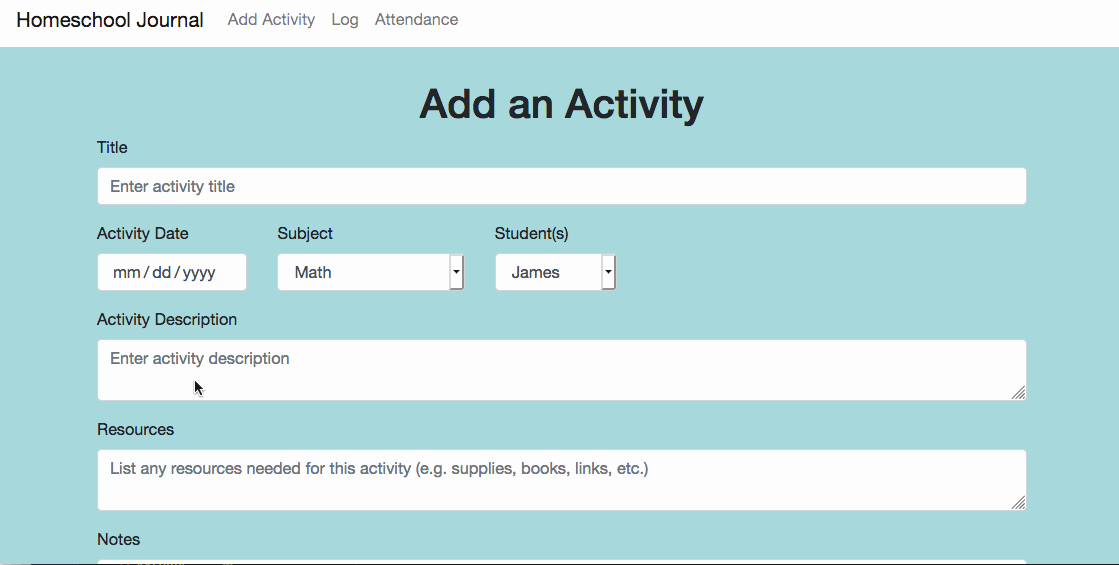 Homeschool Journal Add Activity Log Attendance
Add an Activity
Title
Enter activity title
Activity Date Subject Student(s)
mm/dd/yyyy Math James
Activity Description
Enter activity description
Resources
List any resources needed for this activity (e.g. supplies, books, links, etc.)
Notes